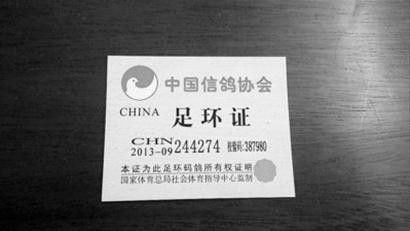 中国信鸽协会
CHINA 足环证
CHN
2013-09 244274 校验码:387980
本证为此足环码鸽所有权证明
国家体育总局社会体育指导中心监制